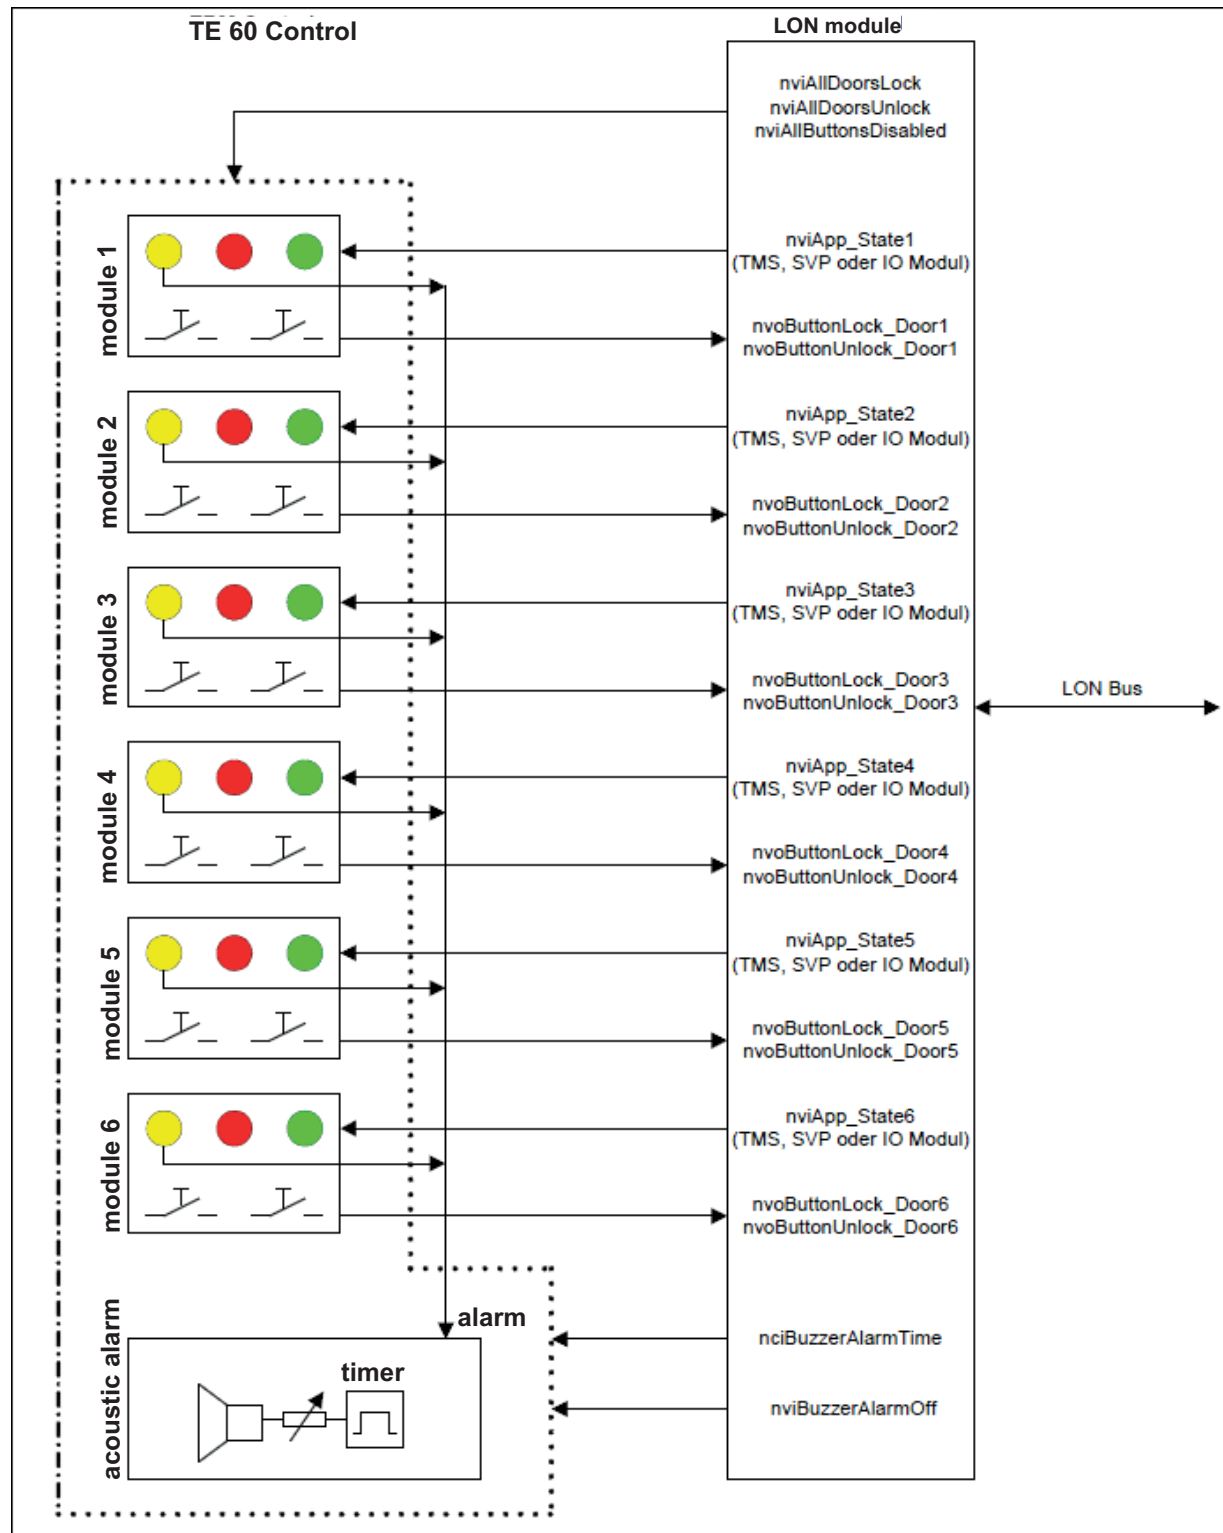 TE 60 Control
LON module
nviAllDoorsLock
nviAllDoorsUnlock
nviAllButtonsDisabled
module 1
nviApp_State1
(TMS, SVP oder IO Modul)
nvoButtonLock_Door1
nvoButtonUnlock_Door1
module 2
nviApp_State2
(TMS, SVP oder IO Modul)
nvoButtonLock_Door2
nvoButtonUnlock_Door2
module 3
nviApp_State3
(TMS, SVP oder IO Modul)
nvoButtonLock_Door3
nvoButtonUnlock_Door3
LON Bus
module 4
nviApp_State4
(TMS, SVP oder IO Modul)
nvoButtonLock_Door4
nvoButtonUnlock_Door4
module 5
nviApp_State5
(TMS, SVP oder IO Modul)
nvoButtonLock_Door5
nvoButtonUnlock_Door5
module 6
nviApp_State6
(TMS, SVP oder IO Modul)
nvoButtonLock_Door6
nvoButtonUnlock_Door6
acoustic alarm
alarm
timer
nciBuzzerAlarmTime
nviBuzzerAlarmOff